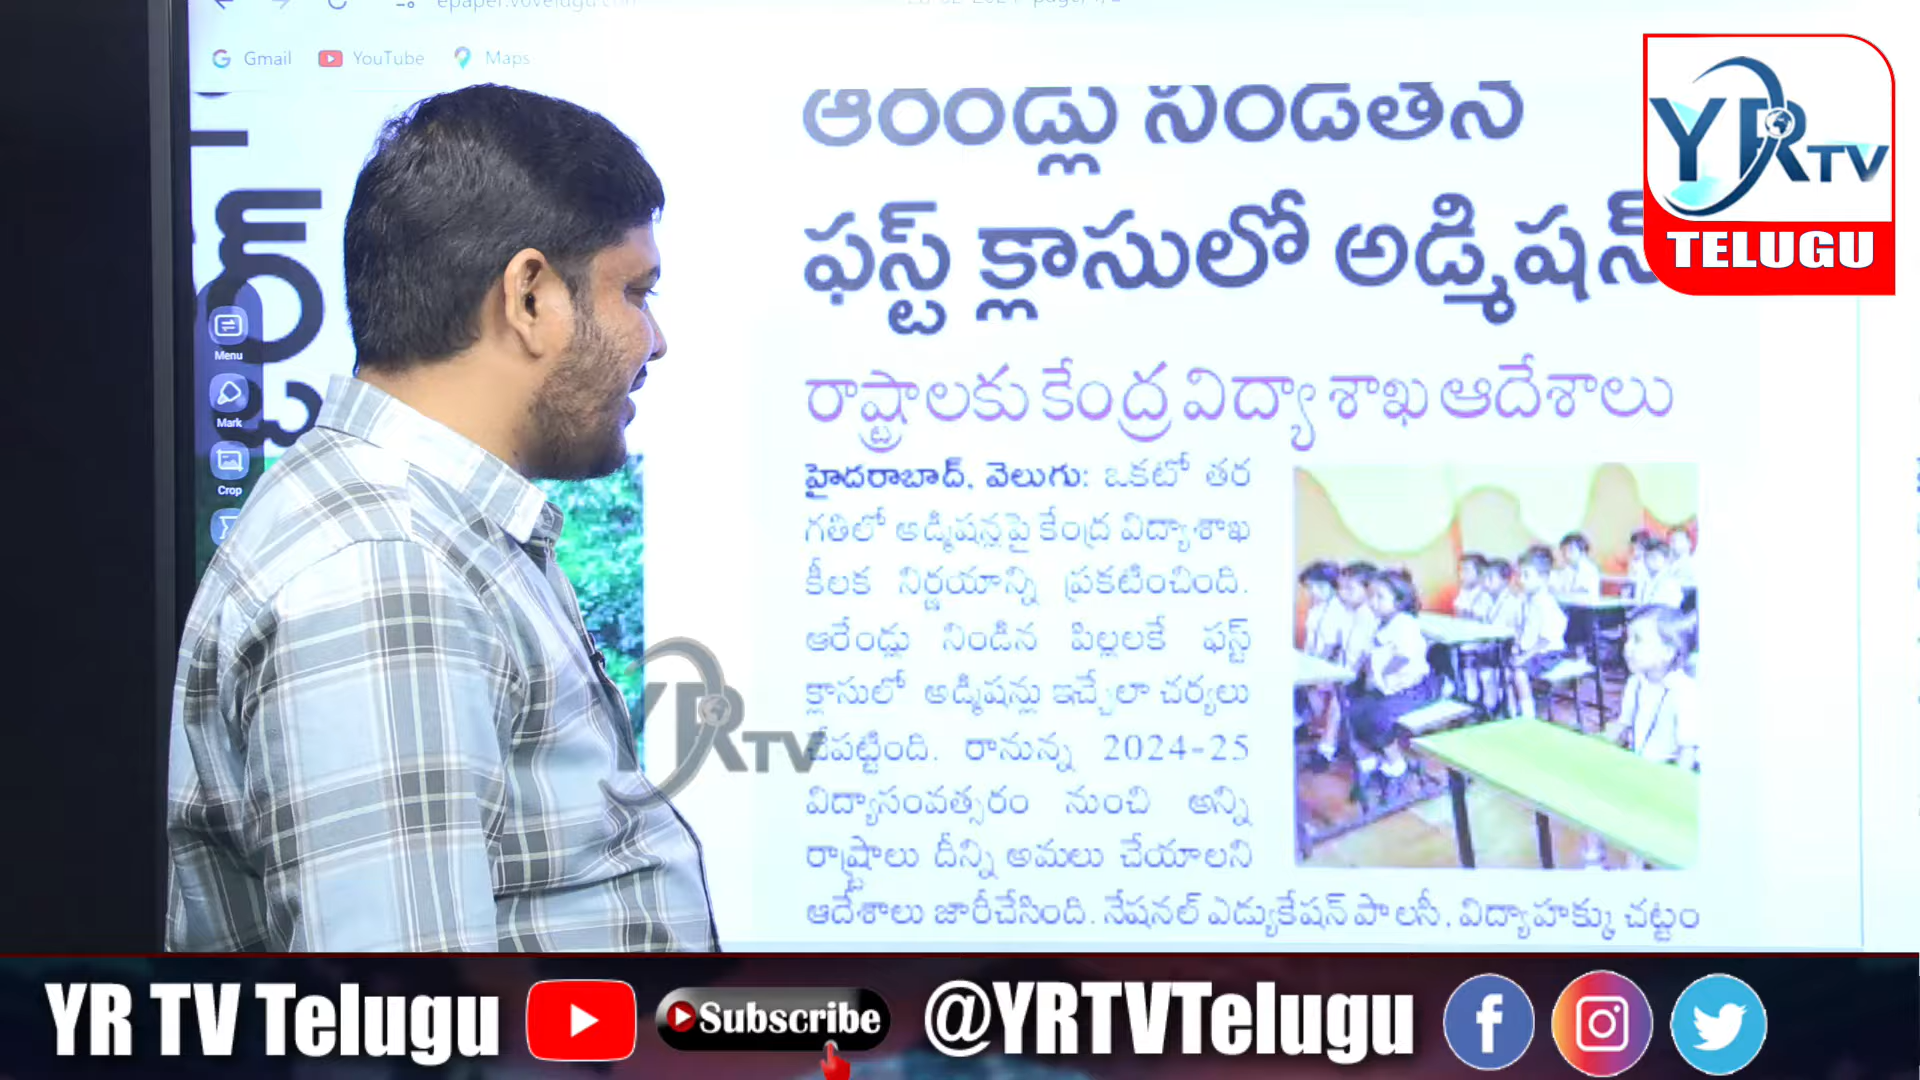 Gmail YouTube Maps
ఆరేండ్లు నిండితేనే
ఫస్ట్ క్లాసులో అడ్మిషన్
రాష్ట్రాలకు కేంద్ర విద్యా శాఖ ఆదేశాలు
హైదరాబాద్, వెలుగు: ఒకటో తర
గతిలో అడ్మిషన్లపై కేంద్ర విద్యాశాఖ
కీలక నిర్ణయాన్ని ప్రకటించింది.
ఆరేండ్లు నిండిన పిల్లలకే ఫస్ట్
క్లాసులో అడ్మిషన్లు ఇచ్చేలా చర్యలు
చేపట్టింది. రానున్న 2024-25
విద్యాసంవత్సరం నుంచి అన్ని
రాష్ట్రాలు దీన్ని అమలు చేయాలని
ఆదేశాలు జారీచేసింది. నేషనల్ ఎడ్యుకేషన్ పాలసీ, విద్యాహక్కు చట్టం
Menu
Mark
Crop
YR TV
TELUGU
YR TV
YR TV Telugu Subscribe @YRTVTelugu